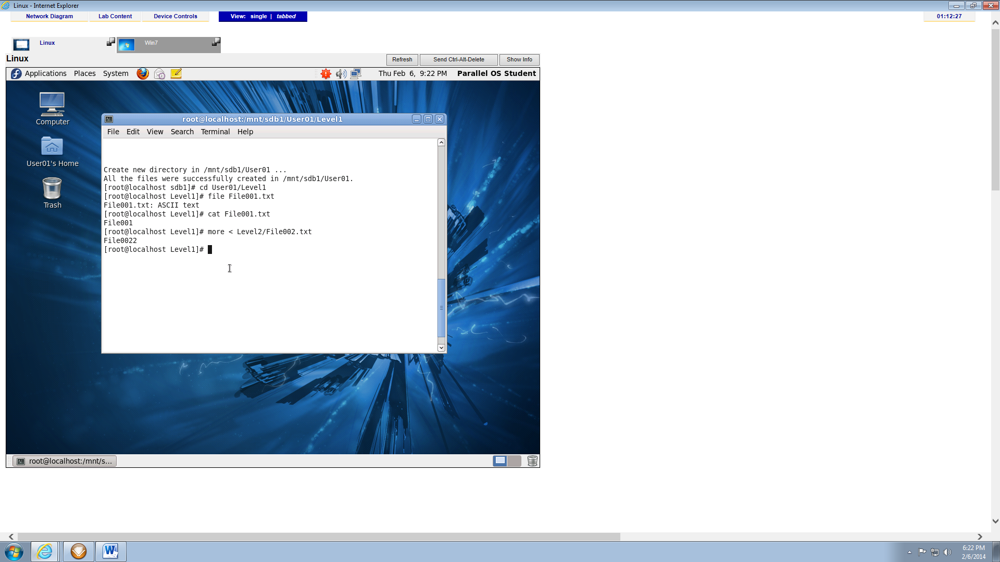 Linux - Internet Explorer
Network Diagram
Lab Content
Device Controls
View: single | tabbed
01:12:27
Linux
Win7
Linux
Refresh
Send Ctrl-Alt-Delete
Show Info
Applications Places System
Thu Feb 6, 9:22 PM
Parallel OS Student
Computer
User01's Home
Trash
root@localhost:/mnt/sdb1/User01/Level1
File Edit View Search Terminal Help
Create new directory in /mnt/sdb1/User01 ...
All the files were successfully created in /mnt/sdb1/User01.
[root@localhost sdb1]# cd User01/Level1
[root@localhost Level1]# file File001.txt
File001.txt: ASCII text
[root@localhost Level1]# cat File001.txt
File001
[root@localhost Level1]# more < Level2/File002.txt
File0022
[root@localhost Level1]#
root@localhost:/mnt/s...
6:22 PM
2/6/2014